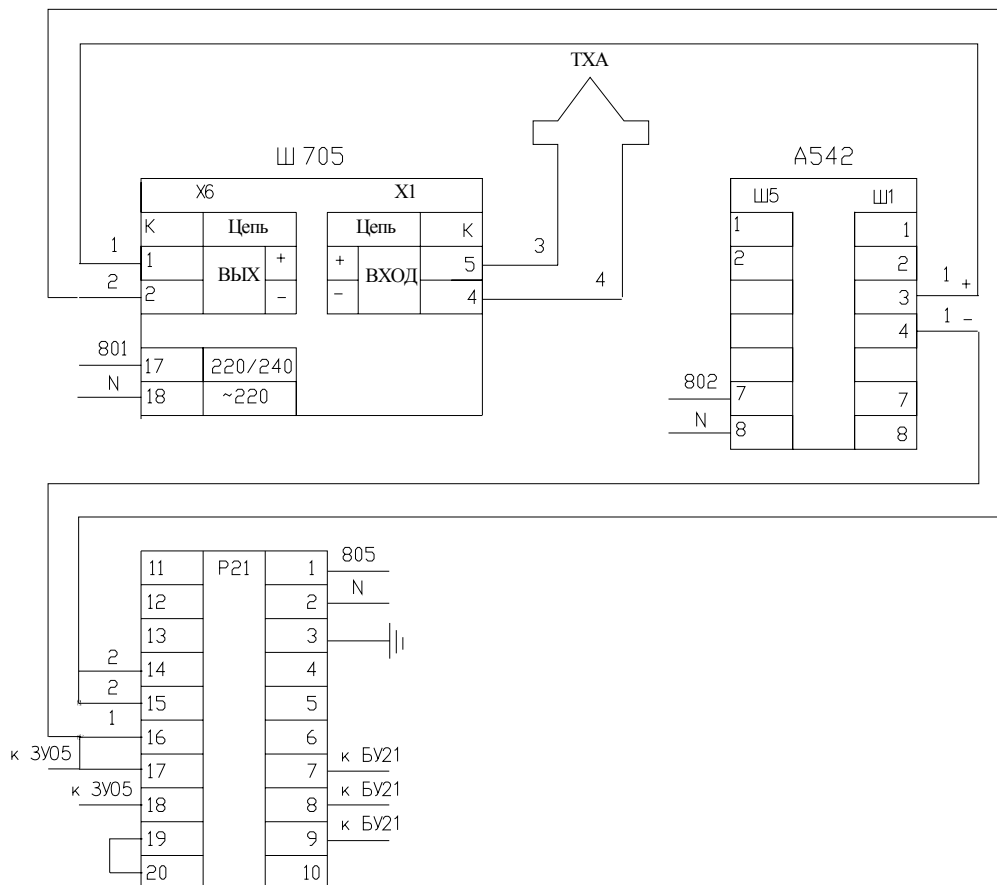 ТХА
Ш 705
А542
Х6
Х1
Ш5
Ш1
К
Цепь
Цепь
К
1
1
1
1
ВЫХ
+
+
ВХОД
5
3
2
2
2
2
–
–
4
4
3
1
+
4
1
–
801
17
220/240
N
18
~220
802
7
7
N
8
8
11
Р21
1
805
12
2
N
13
3
2
14
4
2
15
5
1
16
6
к ЗУ05
17
7
к БУ21
к ЗУ05
18
8
к БУ21
19
9
к БУ21
20
10